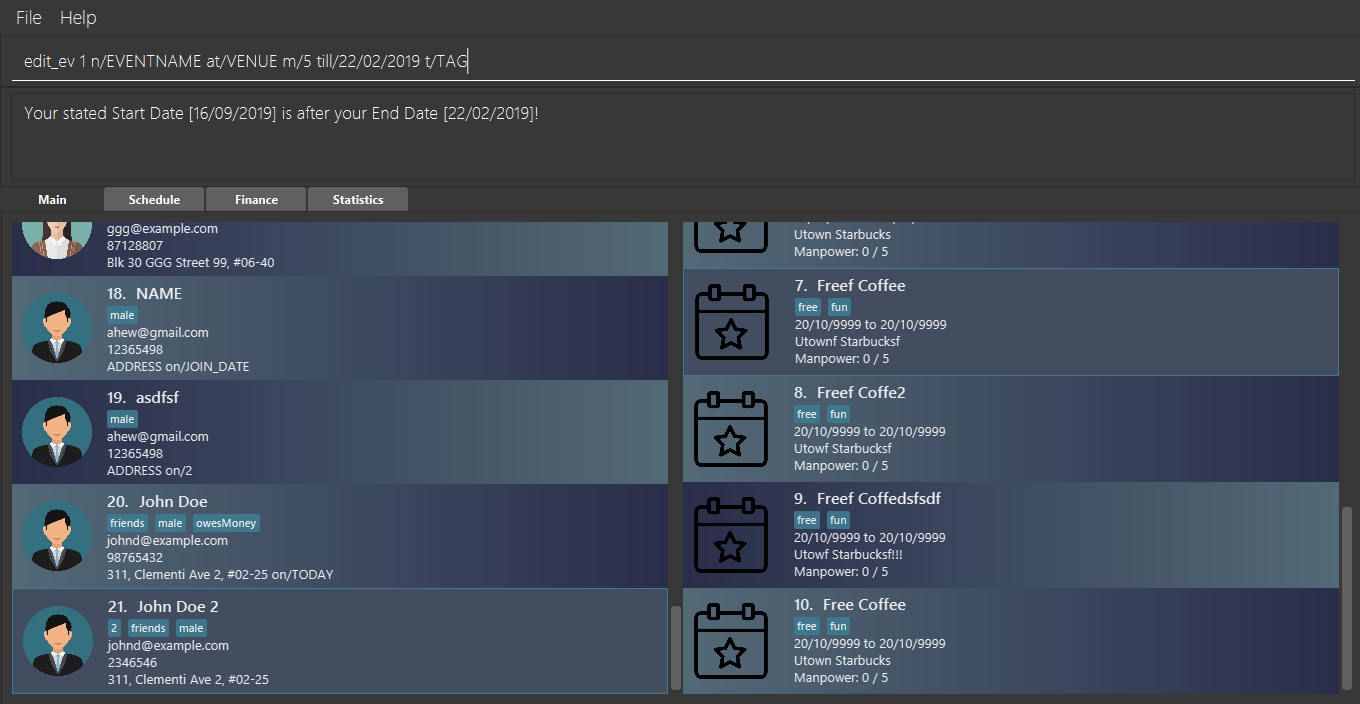 File Help
edit_ev 1 n/EVENTNAME at/VENUE m/5 till/22/02/2019 t/TAG
Your stated Start Date [16/09/2019] is after your End Date [22/02/2019]!
Main Schedule Finance Statistics
ggg@example.com
87128807
Blk 30 GGG Street 99, #06-40
18. NAME
male
ahew@gmail.com
12365498
ADDRESS on/JOIN_DATE
19. asdfsf
male
ahew@gmail.com
12365498
ADDRESS on/2
20. John Doe
friends male owesMoney
johnd@example.com
98765432
311, Clementi Ave 2, #02-25 on/TODAY
21. John Doe 2
2 friends male
johnd@example.com
2346546
311, Clementi Ave 2, #02-25
Utown Starbucks
Manpower: 0 / 5
7. Freef Coffee
free fun
20/10/9999 to 20/10/9999
Utownf Starbucksf
Manpower: 0 / 5
8. Freef Coffe2
free fun
20/10/9999 to 20/10/9999
Utowf Starbucksf
Manpower: 0 / 5
9. Freef Coffedsfsdf
free fun
20/10/9999 to 20/10/9999
Utowf Starbucksf!!!
Manpower: 0 / 5
10. Free Coffee
free fun
20/10/9999 to 20/10/9999
Utown Starbucks
Manpower: 0 / 5